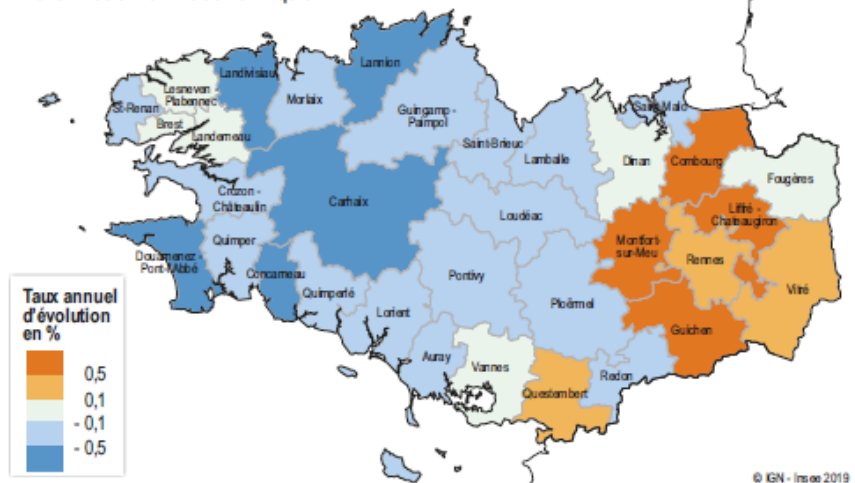 Landivisiau
Lannion
Lesneven
Plabennec
St-Renan
Morlaix
Brest
Landerneau
Guingamp -
Paimpol
Saint-Malo
Saint-Brieuc
Lamballe
Dinan
Combourg
Fougères
Crozon -
Châteaulin
Carhaix
Loudéac
Liffré -
Chateaugiron
Quimper
Montfort-
sur-Meu
Rennes
Douarnenez -
Pont-l'Abbé
Concarneau
Quimperlé
Pontivy
Ploërmel
Vitré
Lorient
Guichen
Auray
Vannes
Questembert
Redon
Taux annuel
d'évolution
en %
0,5
0,1
- 0,1
- 0,5
© IGN - Insee 2019